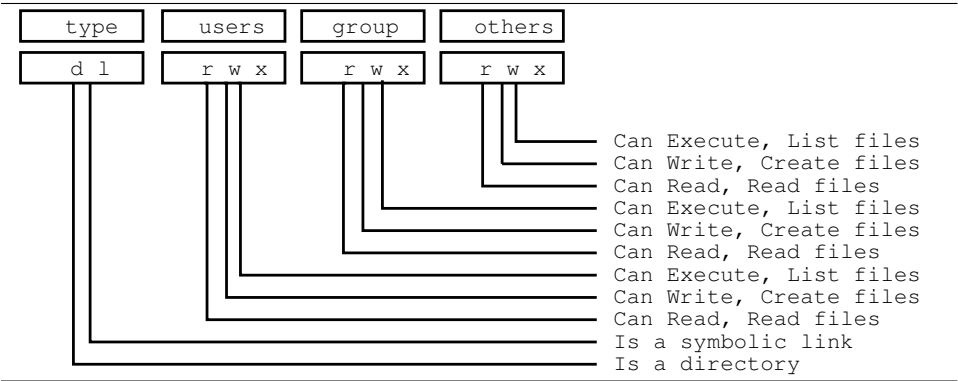 type users group others
d l r w x r w x r w x
Can Execute, List files
Can Write, Create files
Can Read, Read files
Can Execute, List files
Can Write, Create files
Can Read, Read files
Can Execute, List files
Can Write, Create files
Can Read, Read files
Is a symbolic link
Is a directory